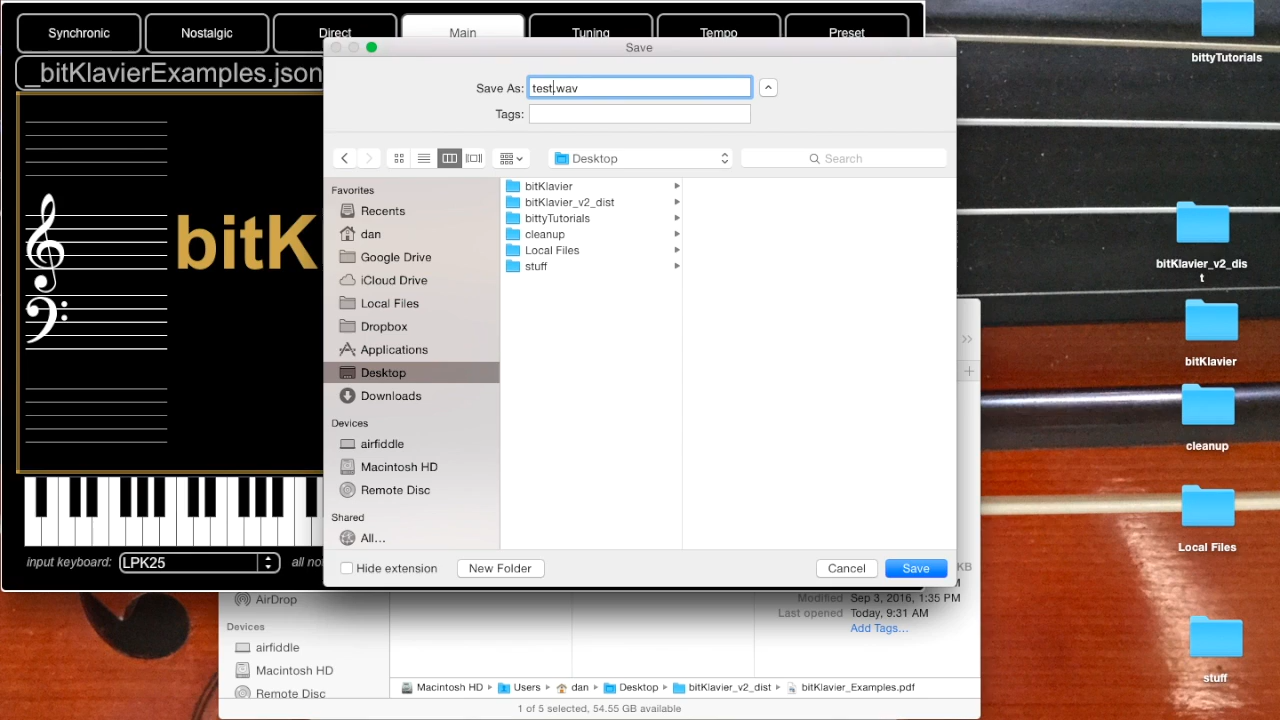 Synchronic Nostalgic Direct Main Tuning Tempo Preset
_bitKlavierExamples.json
Save
Save As: test.wav
Tags:
Desktop
Search
Favorites
Recents
dan
Google Drive
iCloud Drive
Local Files
Dropbox
Applications
Desktop
Downloads
Devices
airfiddle
Macintosh HD
Remote Disc
Shared
All...
bitKlavier
bitKlavier_v2_dist
bittyTutorials
cleanup
Local Files
stuff
Hide extension New Folder Cancel Save
bitK
input keyboard: LPK25 all not
KB
M
Modified Sep 3, 2016, 1:35 PM
Last opened Today, 9:31 AM
Add Tags...
AirDrop
Devices
airfiddle
Macintosh HD
Remote Disc
Macintosh HD Users dan Desktop bitKlavier_v2_dist bitKlavier_Examples.pdf
1 of 5 selected, 54.55 GB available
bittyTutorials
bitKlavier_v2_dis
t
bitKlavier
cleanup
Local Files
stuff